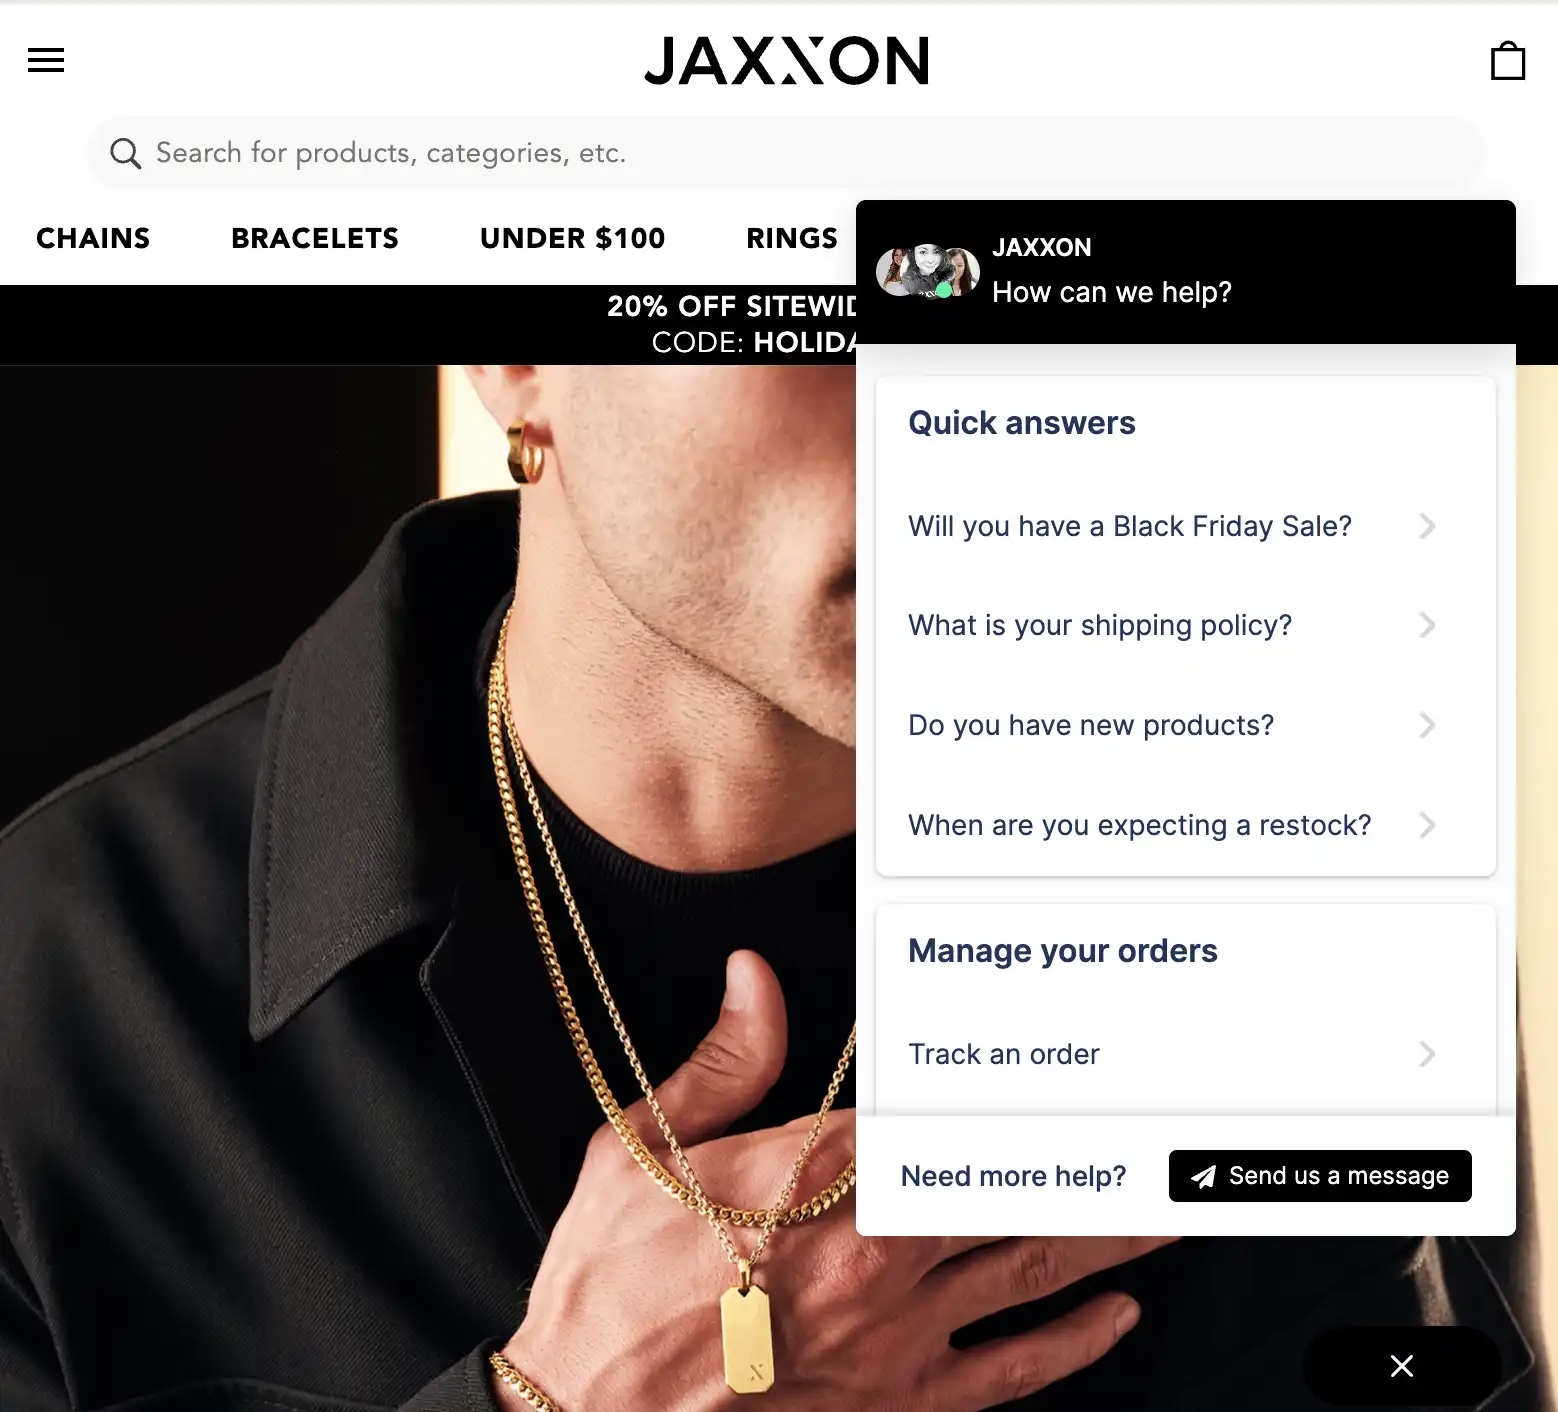 JAXXON
Search for products, categories, etc.
CHAINS
BRACELETS
UNDER $100
RINGS
20% OFF SITEWID
CODE: HOLIDA
JAXXON
How can we help?
Quick answers
Will you have a Black Friday Sale?
What is your shipping policy?
Do you have new products?
When are you expecting a restock?
Manage your orders
Track an order
Need more help?
Send us a message